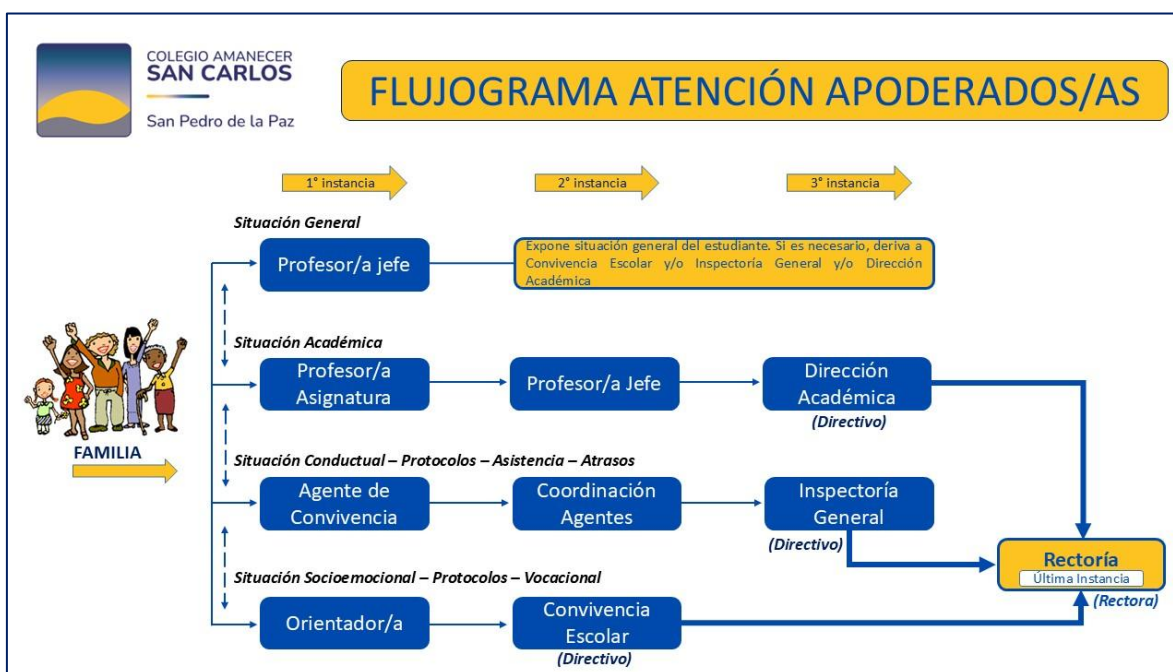 COLEGIO AMANECER
SAN CARLOS
San Pedro de la Paz
FLUJOGRAMA ATENCIÓN APODERADOS/AS
1° instancia
2° instancia
3° instancia
Situación General
Profesor/a jefe
Expone situación general del estudiante. Si es necesario, deriva a
Convivencia Escolar y/o Inspectoría General y/o Dirección
Académica
Situación Académica
Profesor/a
Asignatura
Profesor/a Jefe
Dirección
Académica
(Directivo)
FAMILIA
Situación Conductual – Protocolos – Asistencia – Atrasos
Agente de
Convivencia
Coordinación
Agentes
Inspectoría
General
(Directivo)
Rectoría
Última Instancia
(Rectora)
Situación Socioemocional – Protocolos – Vocacional
Orientador/a
Convivencia
Escolar
(Directivo)